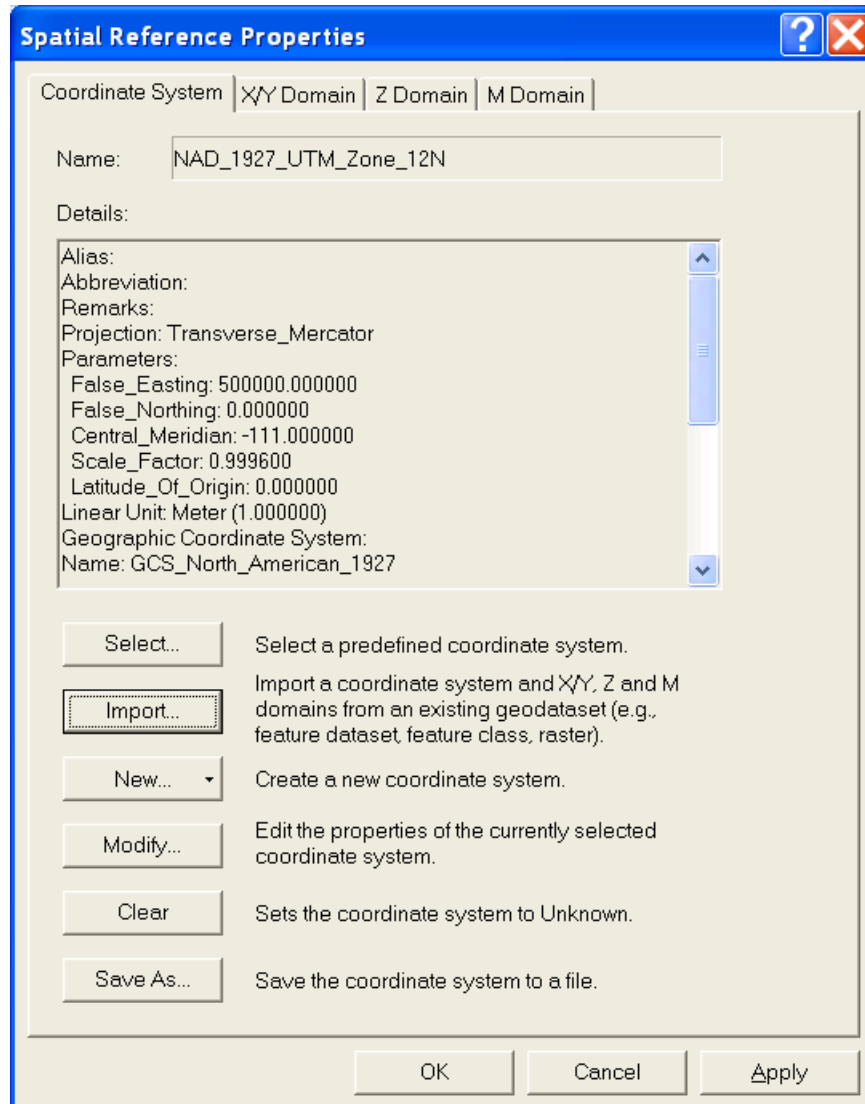 Spatial Reference Properties
Coordinate System
X/Y Domain
Z Domain
M Domain
Name:
NAD_1927_UTM_Zone_12N
Details:
Alias:
Abbreviation:
Remarks:
Projection: Transverse_Mercator
Parameters:
False_Easting: 500000.000000
False_Northing: 0.000000
Central_Meridian: -111.000000
Scale_Factor: 0.999600
Latitude_Of_Origin: 0.000000
Linear Unit: Meter (1.000000)
Geographic Coordinate System:
Name: GCS_North_American_1927
Select...
Select a predefined coordinate system.
Import...
Import a coordinate system and X/Y, Z and M
domains from an existing geodataset (e.g.,
feature dataset, feature class, raster).
New...
Create a new coordinate system.
Modify...
Edit the properties of the currently selected
coordinate system.
Clear
Sets the coordinate system to Unknown.
Save As...
Save the coordinate system to a file.
OK
Cancel
Apply